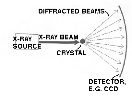 DIFFRACTED BEAMS
X-RAY
SOURCE
X-RAY BEAM
CRYSTAL
DETECTOR,
E.G. CCD